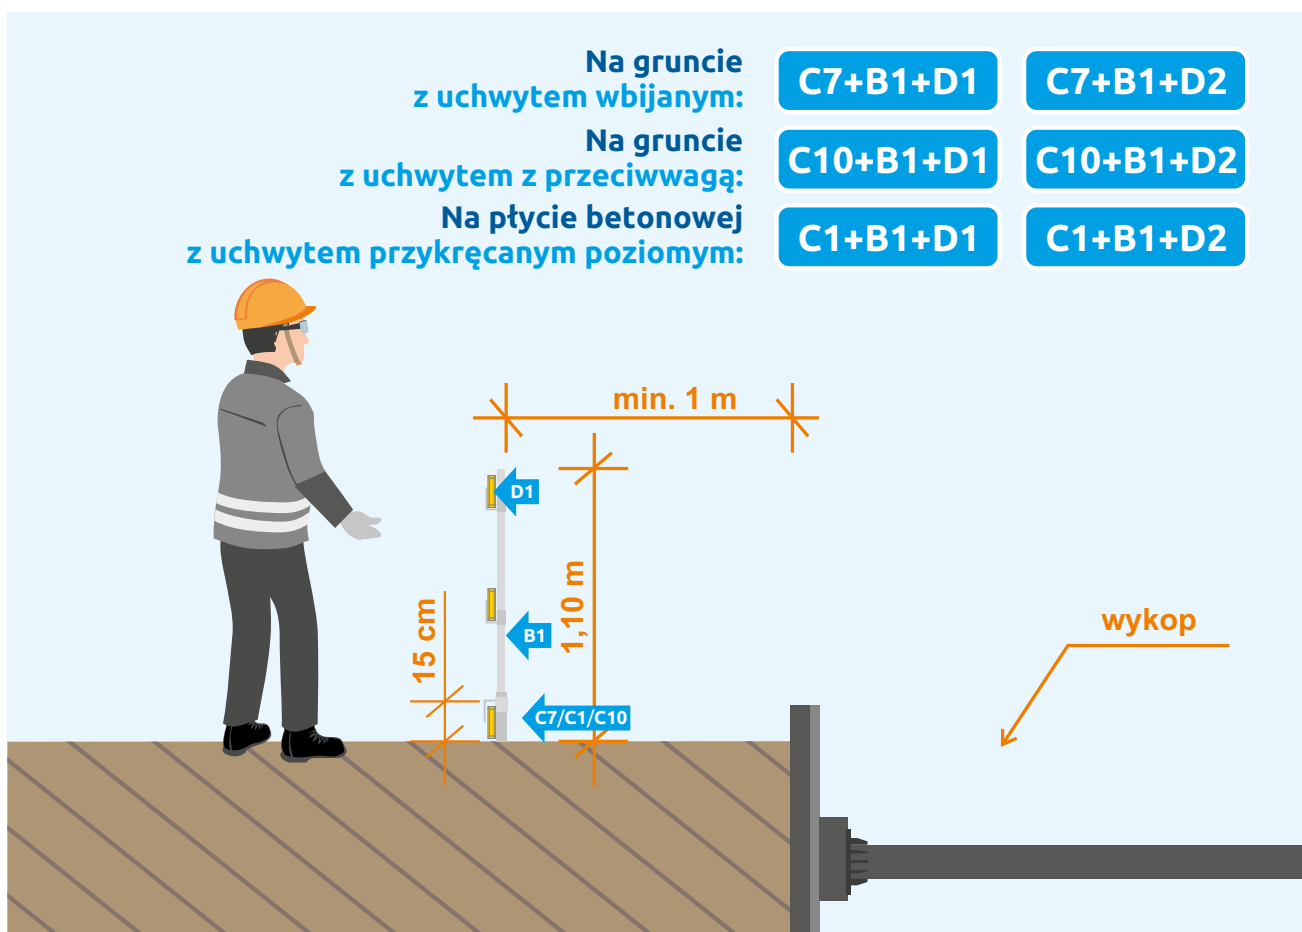 Na gruncie
z uchwytem wbijanym:
C7+B1+D1
C7+B1+D2
Na gruncie
z uchwytem z przeciwwagą:
C10+B1+D1
C10+B1+D2
Na płycie betonowej
z uchwytem przykręcanym poziomym:
C1+B1+D1
C1+B1+D2
min. 1 m
D1
1,10 m
15 cm
B1
wykop
C7/C1/C10